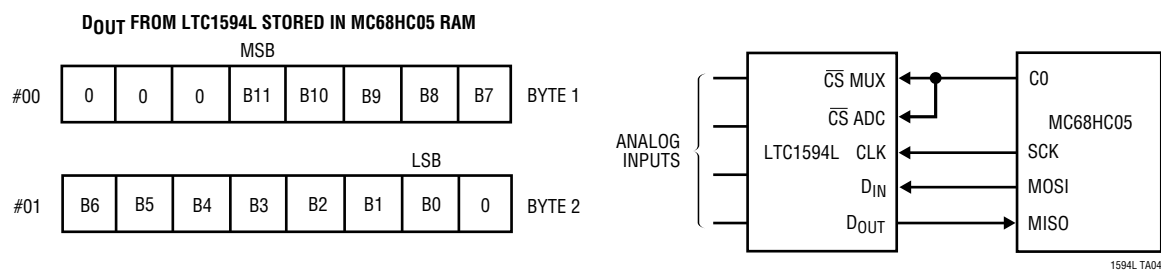 DOUT FROM LTC1594L STORED IN MC68HC05 RAM
MSB
#00 0 0 0 B11 B10 B9 B8 B7 BYTE 1
LSB
#01 B6 B5 B4 B3 B2 B1 B0 0 BYTE 2
ANALOG
INPUTS
LTC1594L
CS MUX
CS ADC
CLK
DIN
DOUT
MC68HC05
C0
SCK
MOSI
MISO
1594L TA04